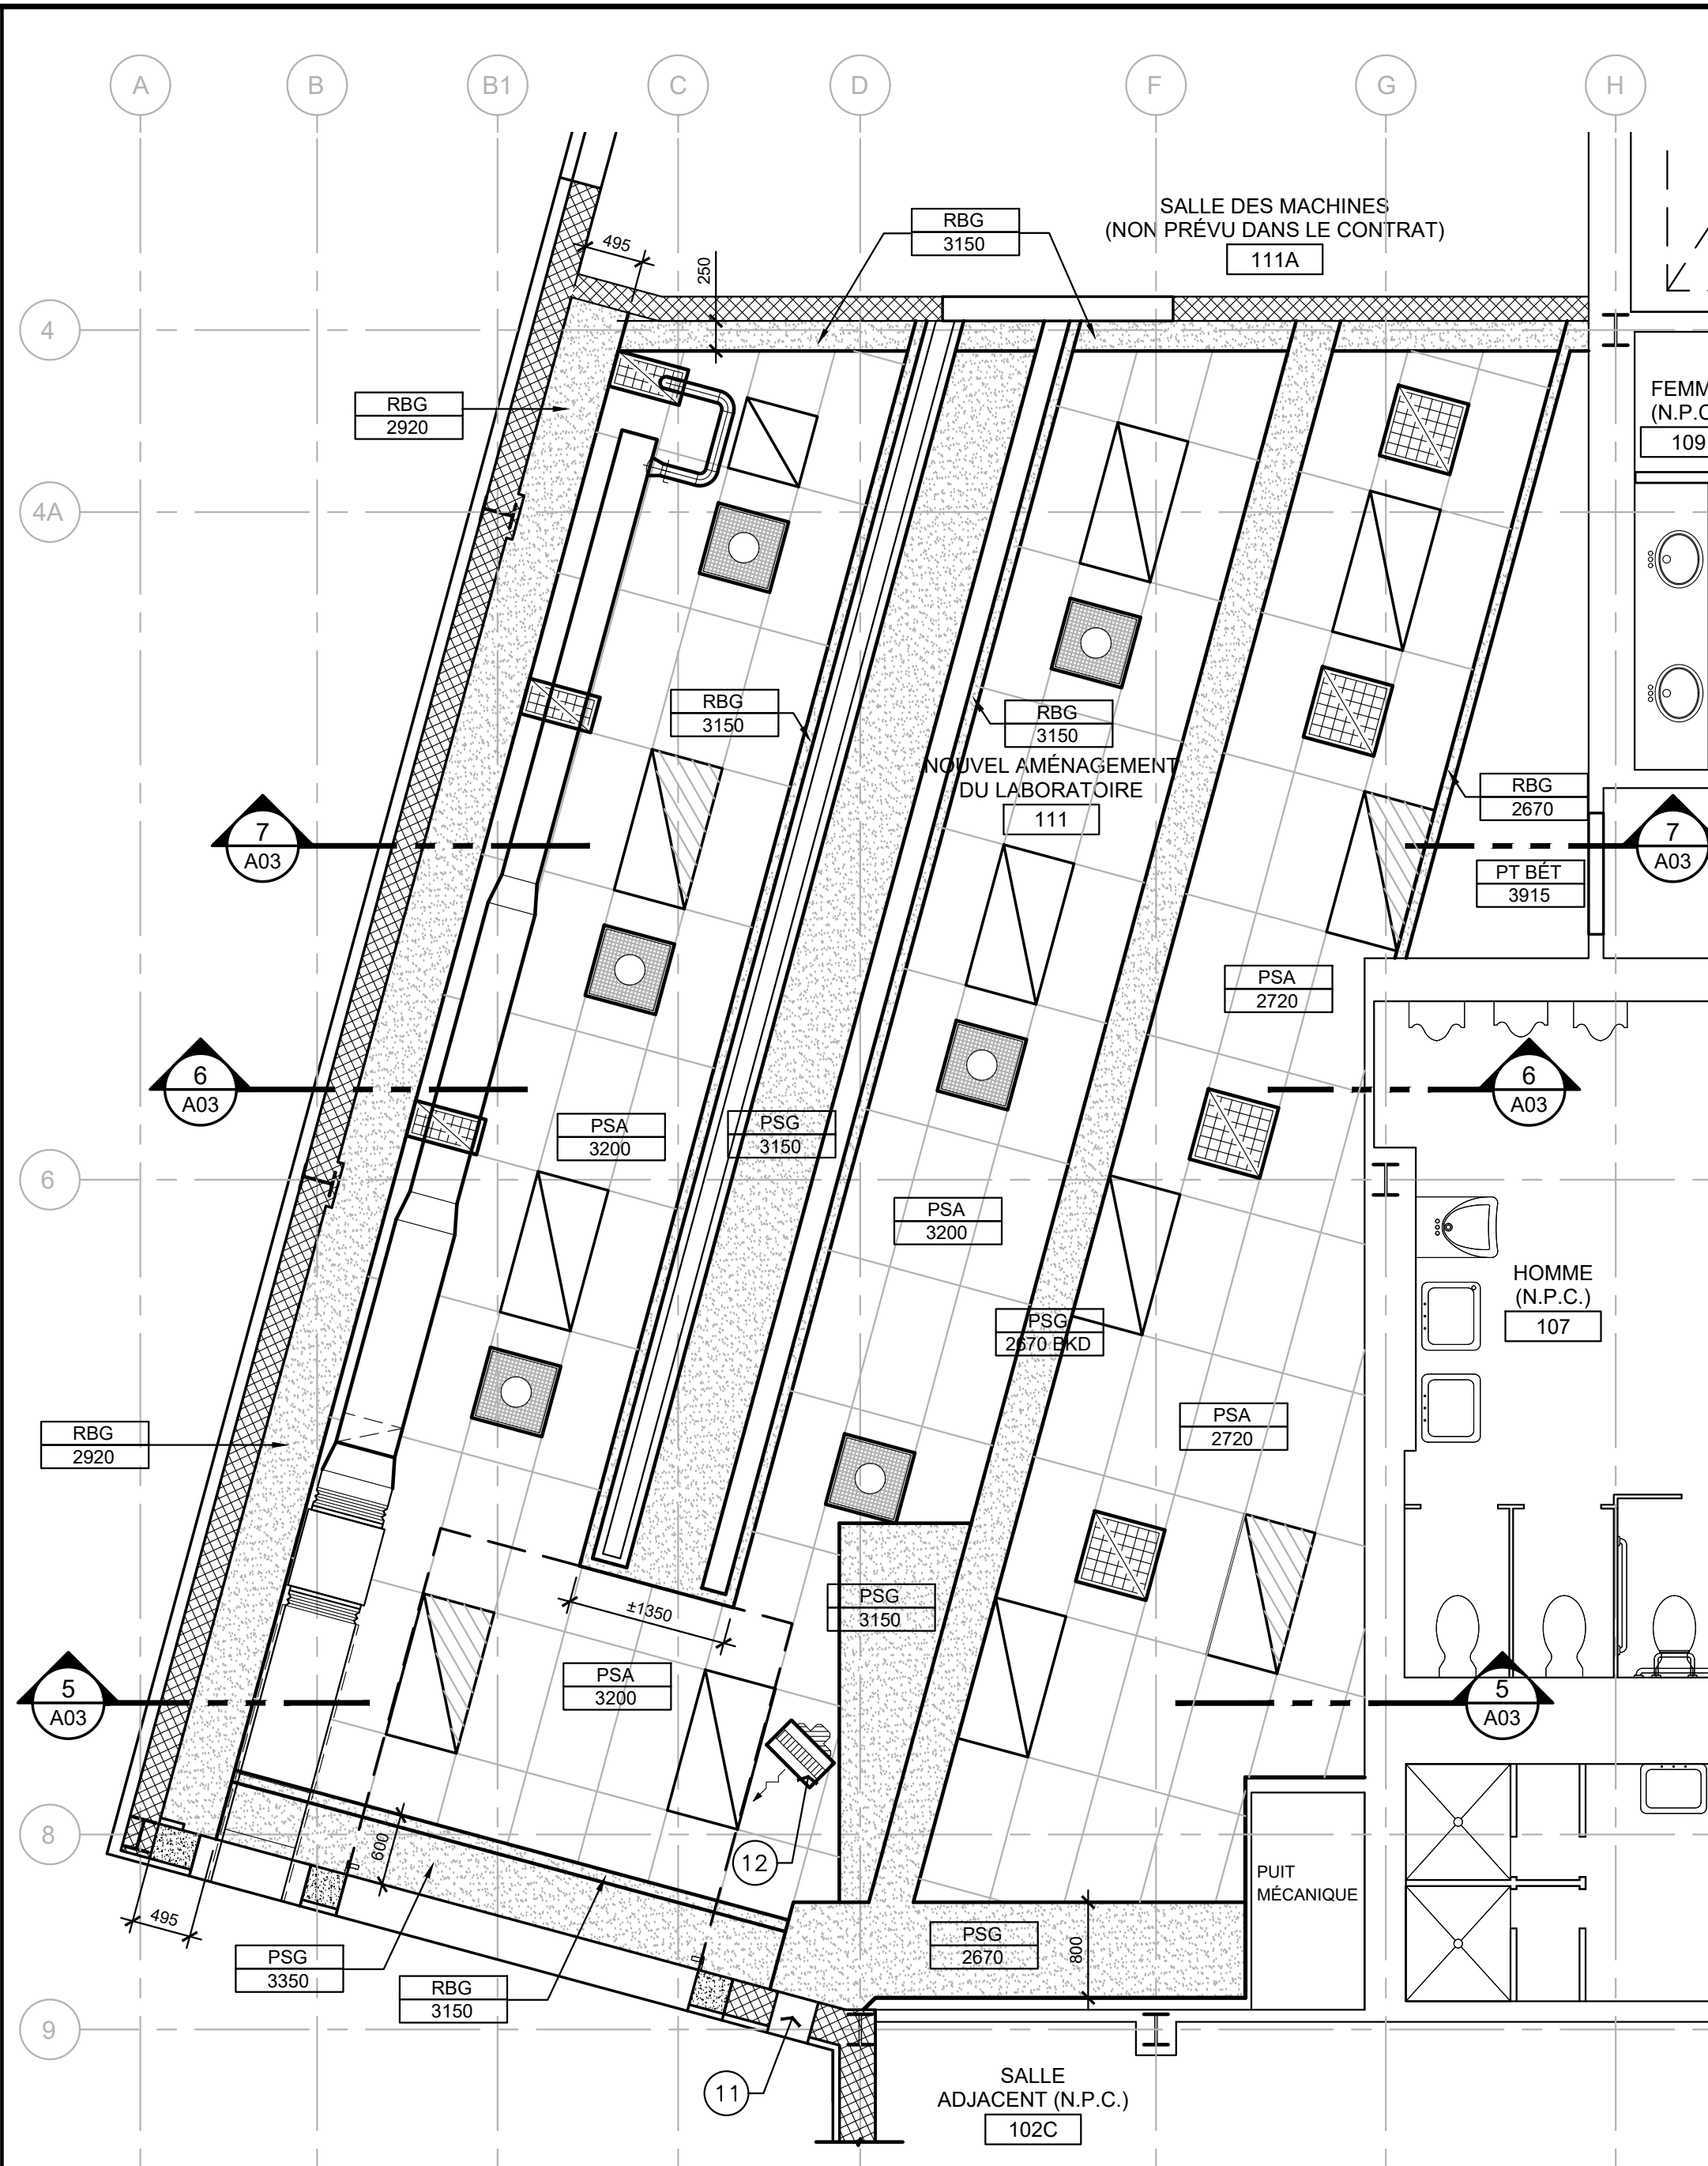 A
B
B1
C
D
F
G
H
SALLE DES MACHINES
(NON PRÉVU DANS LE CONTRAT)
111A
RBG
3150
495
250
4
FEMM
(N.P.C
109
RBG
2920
4A
RBG
3150
RBG
3150
NOUVEL AMÉNAGEMENT
DU LABORATOIRE
111
RBG
2670
7
A03
7
A03
PT BÉT
3915
PSA
2720
6
A03
6
A03
PSA
3200
PSG
3150
6
PSA
3200
HOMME
(N.P.C.)
107
PSG
2670 BKD
PSA
2720
RBG
2920
±1350
PSG
3150
PSA
3200
5
A03
5
A03
8
600
12
PUIT
MÉCANIQUE
495
PSG
3350
RBG
3150
PSG
2670
800
9
11
SALLE
ADJACENT (N.P.C.)
102C